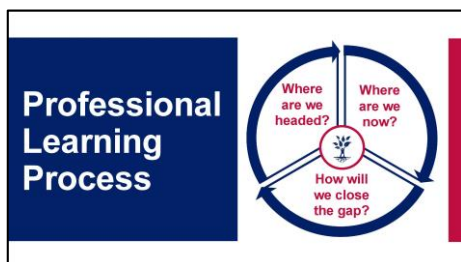 Professional
Learning
Process
Where
are we
headed?
Where
are we
now?
How will
we close
the gap?